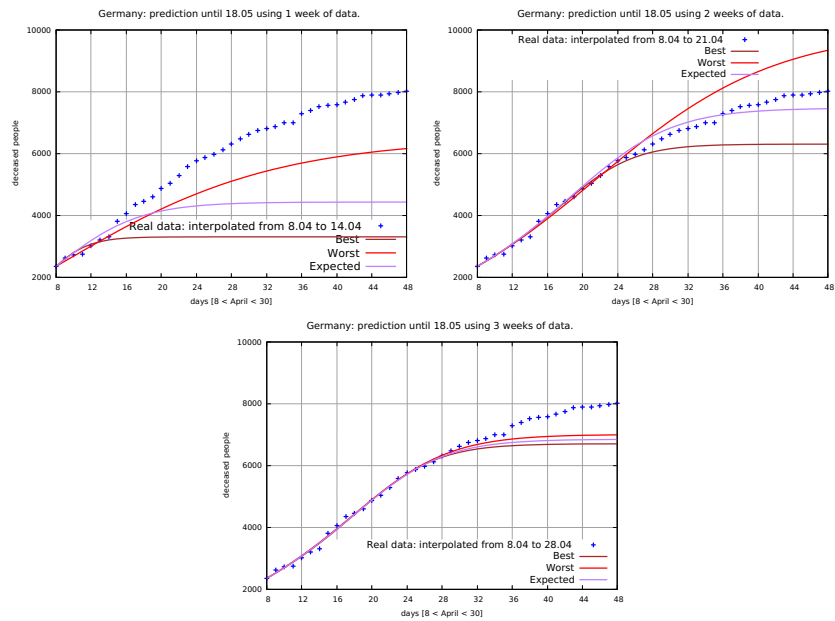 Germany: prediction until 18.05 using 1 week of data.
10000
8000
6000
4000
2000
deceased people
Real data: interpolated from 8.04 to 14.04
Best
Worst
Expected
8 12 16 20 24 28 32 36 40 44 48
days [8 < April < 30]
Germany: prediction until 18.05 using 2 weeks of data.
10000
8000
6000
4000
2000
deceased people
Real data: interpolated from 8.04 to 21.04
Best
Worst
Expected
8 12 16 20 24 28 32 36 40 44 48
days [8 < April < 30]
Germany: prediction until 18.05 using 3 weeks of data.
10000
8000
6000
4000
2000
deceased people
Real data: interpolated from 8.04 to 28.04
Best
Worst
Expected
8 12 16 20 24 28 32 36 40 44 48
days [8 < April < 30]